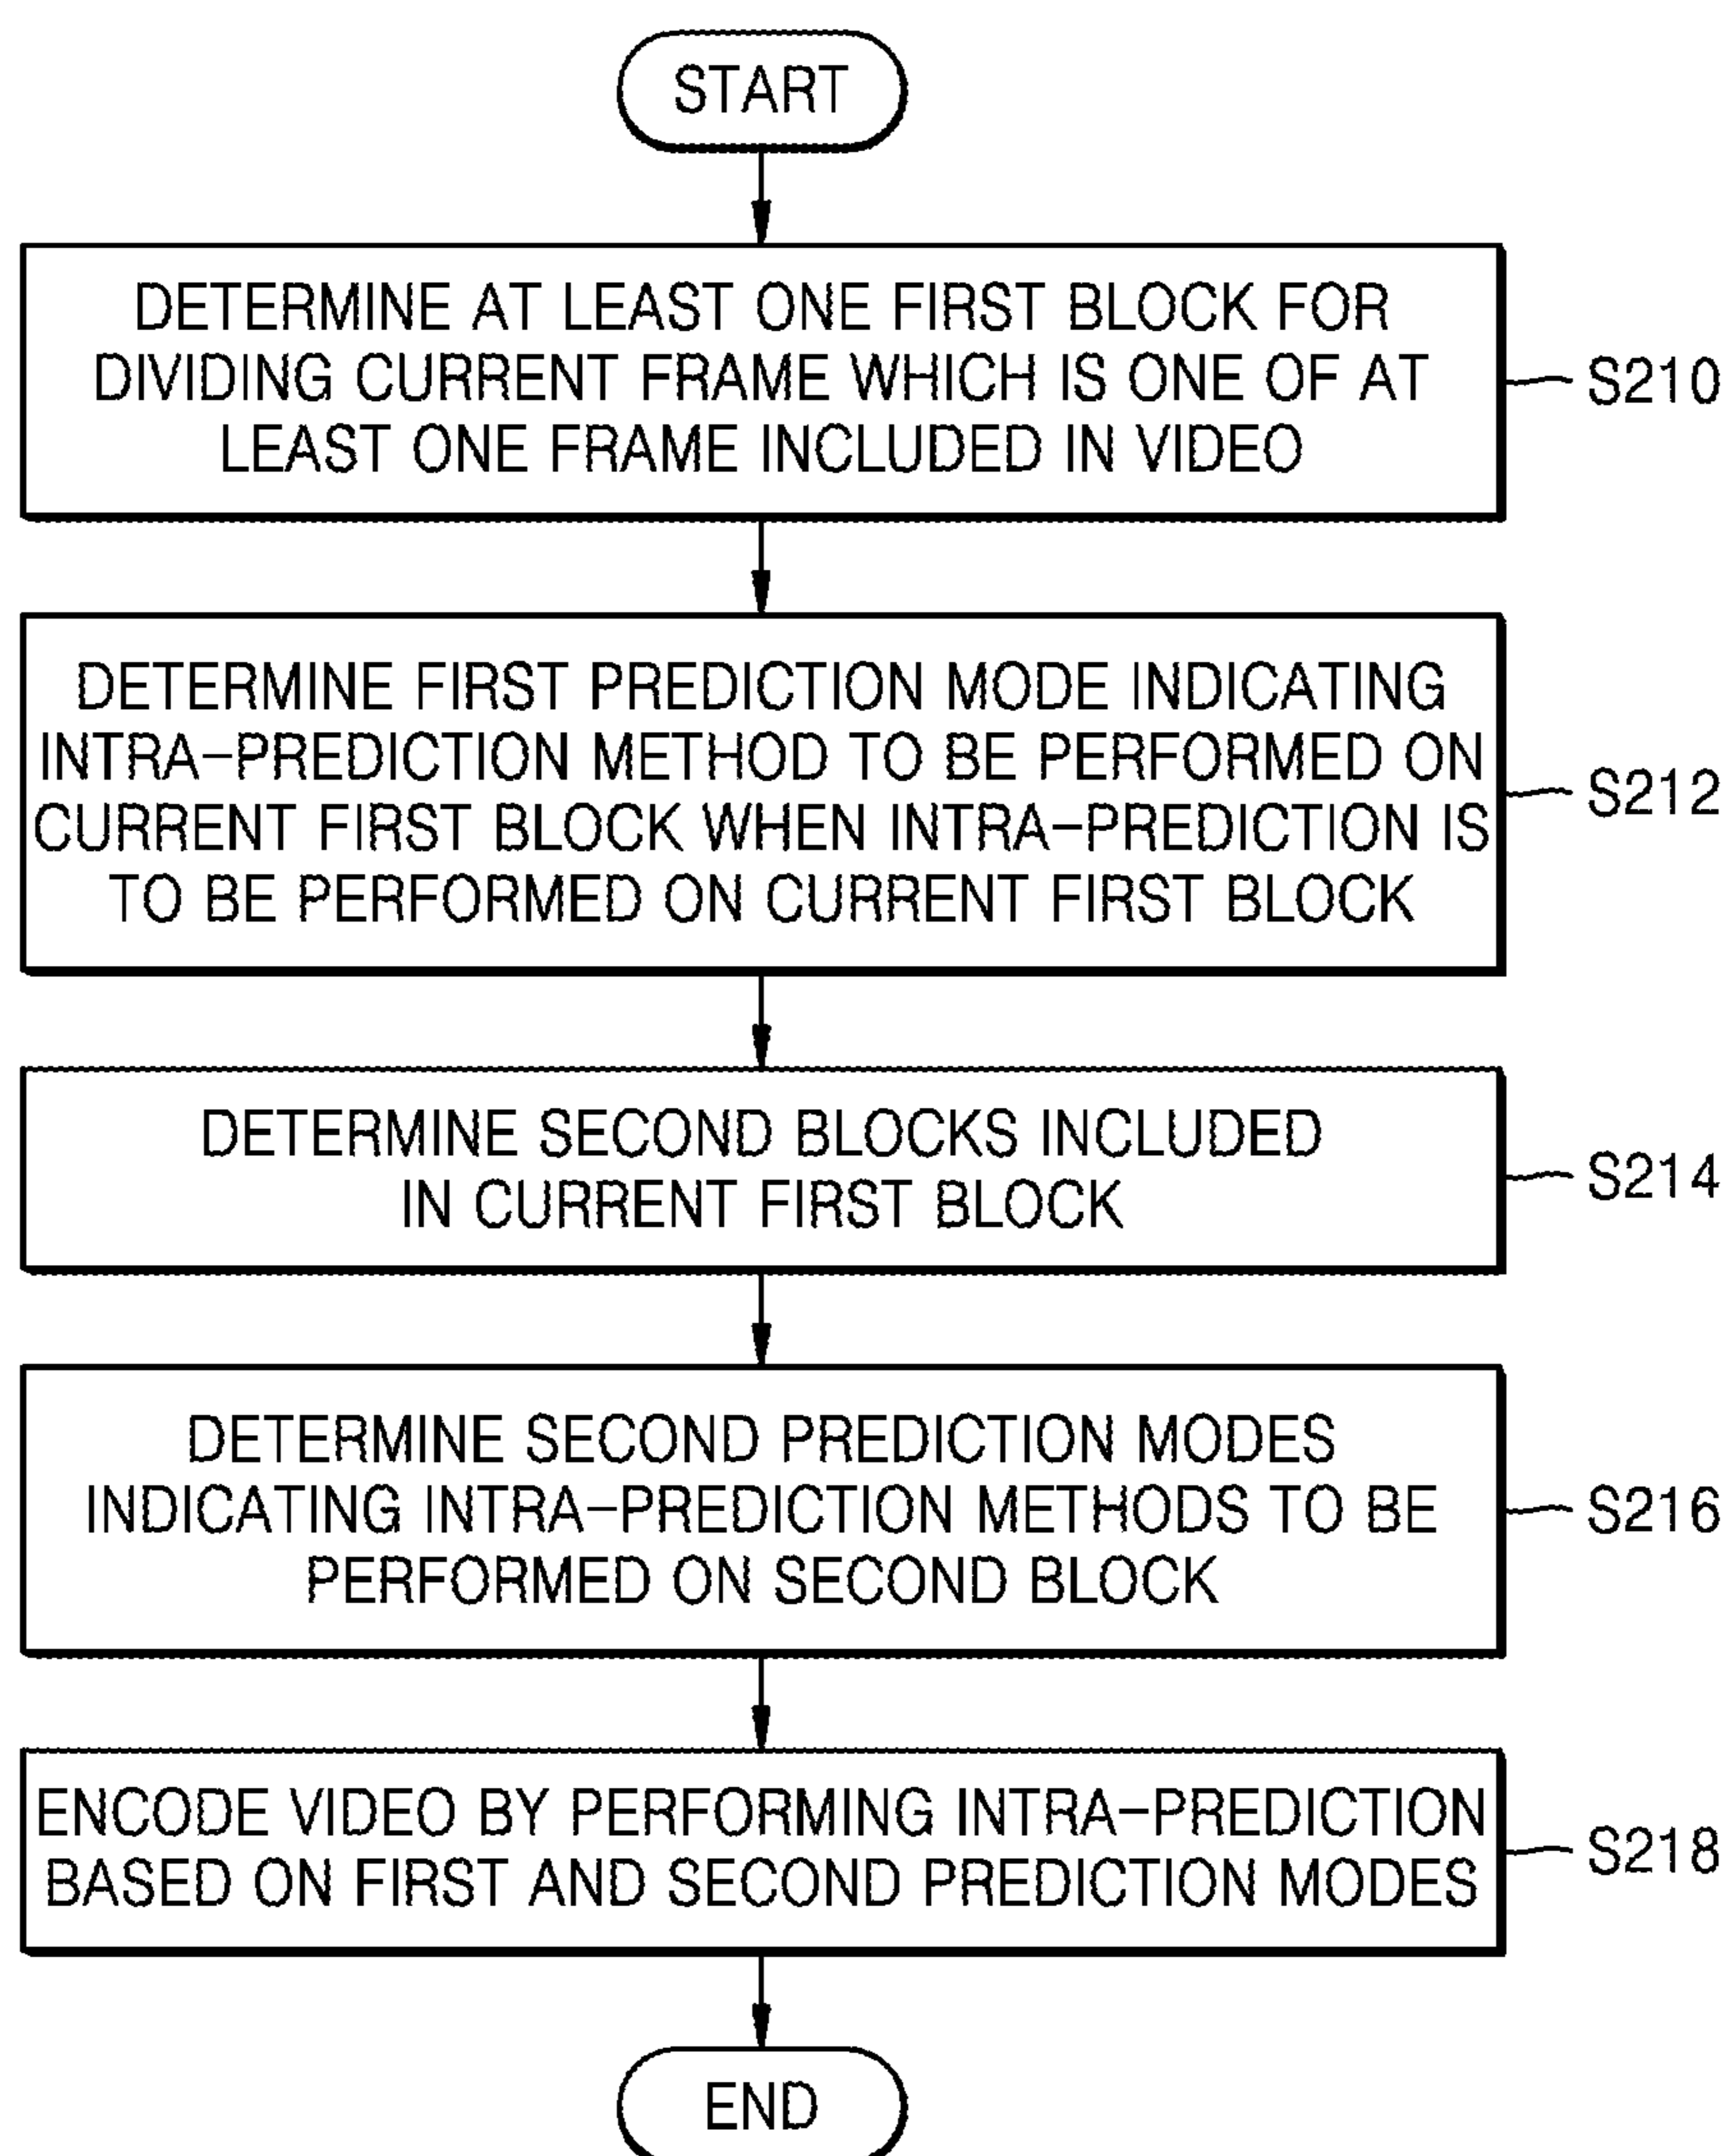 START
DETERMINE AT LEAST ONE FIRST BLOCK FOR
DIVIDING CURRENT FRAME WHICH IS ONE OF AT
LEAST ONE FRAME INCLUDED IN VIDEO
S210
DETERMINE FIRST PREDICTION MODE INDICATING
INTRA-PREDICTION METHOD TO BE PERFORMED ON
CURRENT FIRST BLOCK WHEN INTRA-PREDICTION IS
TO BE PERFORMED ON CURRENT FIRST BLOCK
S212
DETERMINE SECOND BLOCKS INCLUDED
IN CURRENT FIRST BLOCK
S214
DETERMINE SECOND PREDICTION MODES
INDICATING INTRA-PREDICTION METHODS TO BE
PERFORMED ON SECOND BLOCK
S216
ENCODE VIDEO BY PERFORMING INTRA-PREDICTION
BASED ON FIRST AND SECOND PREDICTION MODES
S218
END